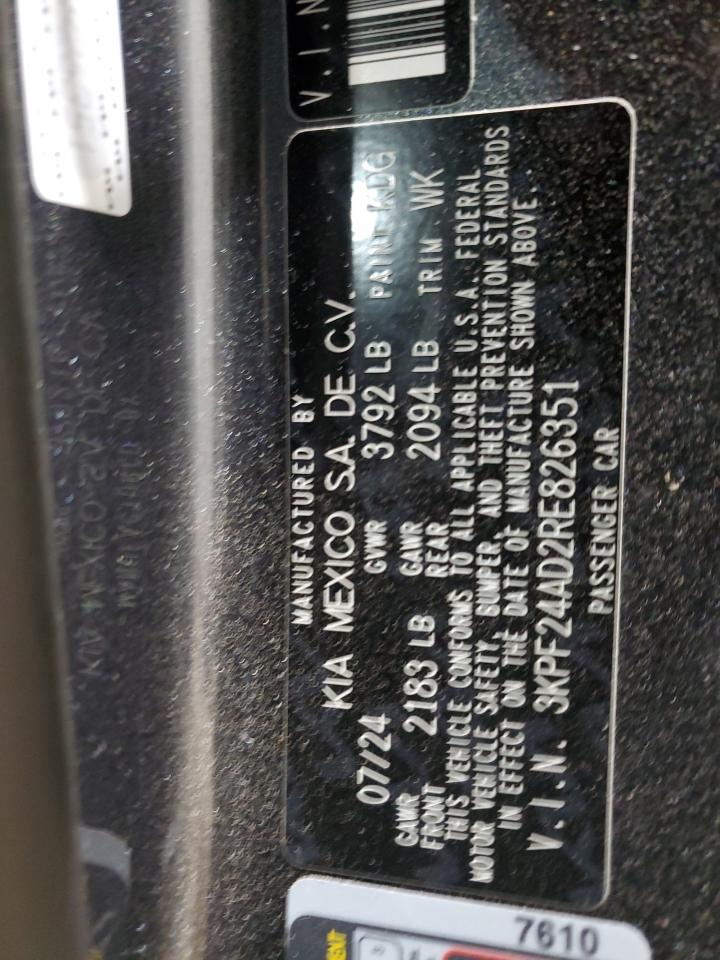 V.I.N
MANUFACTURED BY
07/24 KIA MEXICO S.A. DE C.V.
GVWR 3792 LB PAINT KDG
GAWR FRONT 2183 LB GAWR REAR 2094 LB TRIM WK
THIS VEHICLE CONFORMS TO ALL APPLICABLE U.S.A. FEDERAL
MOTOR VEHICLE SAFETY, BUMPER, AND THEFT PREVENTION STANDARDS
IN EFFECT ON THE DATE OF MANUFACTURE SHOWN ABOVE.
V.I.N. 3KPF24AD2RE826351
PASSENGER CAR
7610